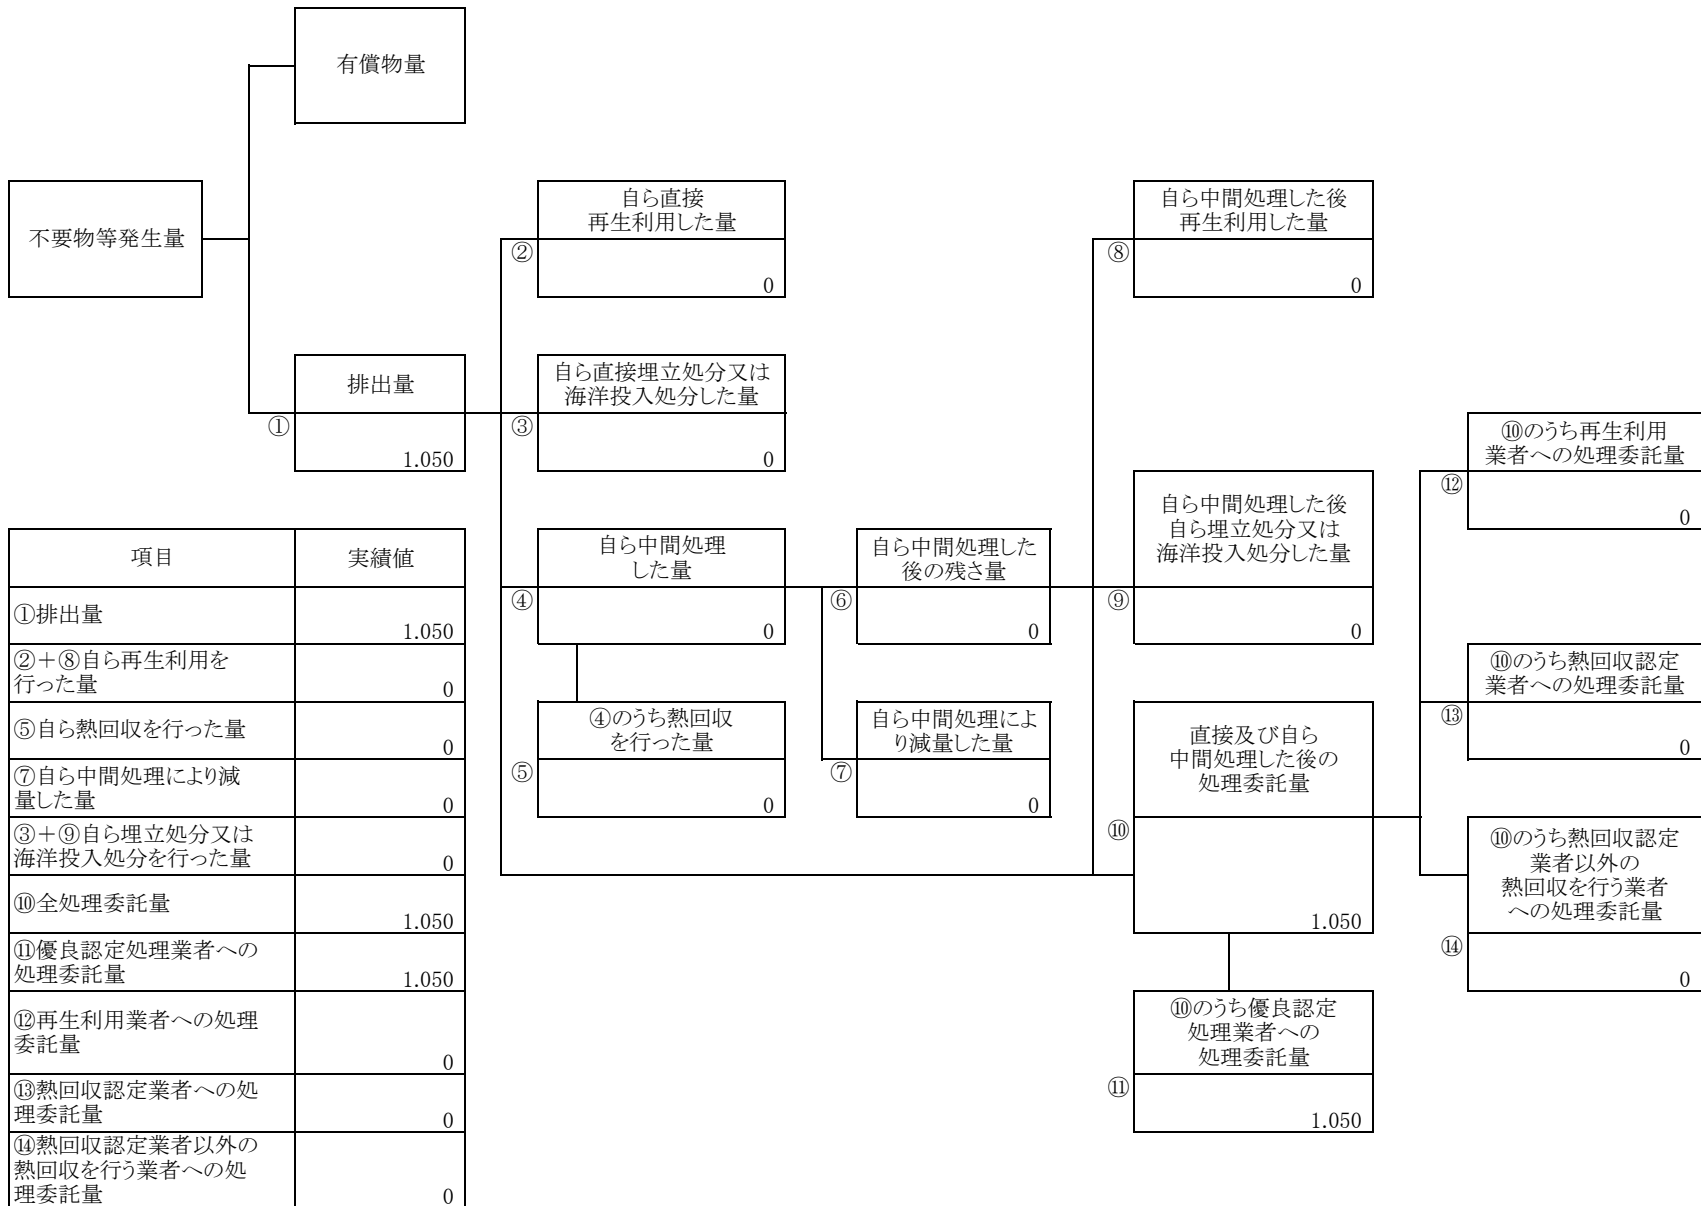 有償物量
不要物等発生量
自ら直接
再生利用した量
②
0
自ら中間処理した後
再生利用した量
⑧
0
排出量
①
1.050
自ら直接埋立処分又は
海洋投入処分した量
③
0
⑩のうち再生利用
業者への処理委託量
⑫
0
自ら中間処理
した量
④
0
自ら中間処理した
後の残さ量
⑥
0
自ら中間処理した後
自ら埋立処分又は
海洋投入処分した量
⑨
0
⑩のうち熱回収認定
業者への処理委託量
⑬
0
④のうち熱回収
を行った量
⑤
0
自ら中間処理によ
り減量した量
⑦
0
直接及び自ら
中間処理した後の
処理委託量
⑩
1.050
⑩のうち熱回収認定
業者以外の
熱回収を行う業者
への処理委託量
⑭
0
⑩のうち優良認定
処理業者への
処理委託量
⑪
1.050
項目
実績値
①排出量
1.050
②＋⑧自ら再生利用を
行った量
0
⑤自ら熱回収を行った量
0
⑦自ら中間処理により減
量した量
0
③＋⑨自ら埋立処分又は
海洋投入処分を行った量
0
⑩全処理委託量
1.050
⑪優良認定処理業者への
処理委託量
1.050
⑫再生利用業者への処理
委託量
0
⑬熱回収認定業者への処
理委託量
0
⑭熱回収認定業者以外の
熱回収を行う業者への処
理委託量
0